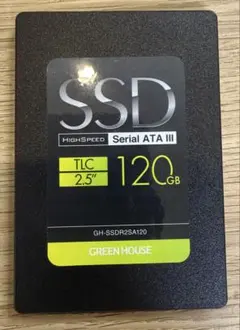 SSD
HIGHSPEED Serial ATA III
TLC
2.5" 120GB
GH-SSDR2SA120
GREEN HOUSE